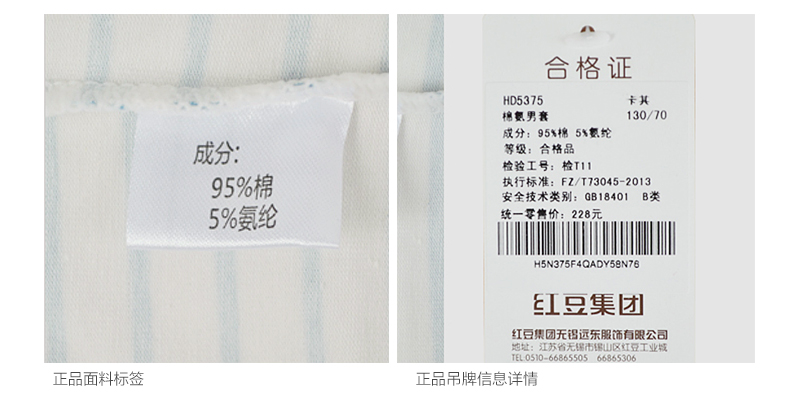 成分：
95%棉
5%氨纶
合格证
HD5375 卡其
棉氨男套 130/70
成分：95%棉 5%氨纶
等级：合格品
检验工号：检T11
执行标准：FZ/T73045-2013
安全技术类别：GB18401 B类
统一零售价：228元
H5N375F4QADY58N76
红豆集团
红豆集团无锡远东服饰有限公司
地址：江苏省无锡市锡山区红豆工业城
TEL:0510-66865505 66865306
正品面料标签
正品吊牌信息详情